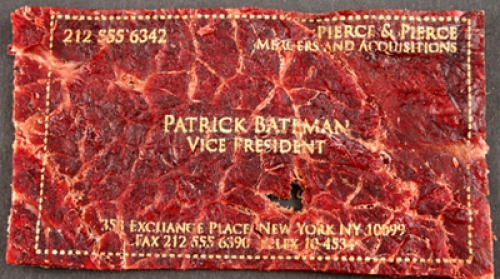 212 555 6342
PIERCE & PIERCE
MERGERS AND ACQUISITIONS
PATRICK BATEMAN
VICE PRESIDENT
358 EXCHANGE PLACE NEW YORK NY 10099
FAX 212 555 6390 TELEX 10 4534